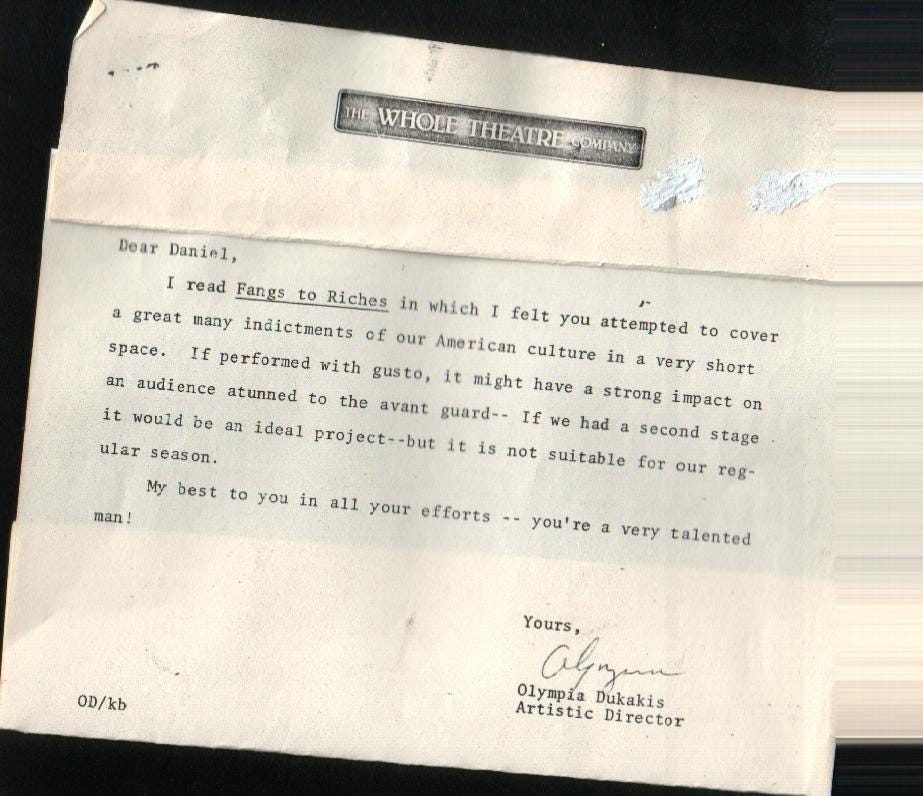 THE WHOLE THEATRE COMPANY
Dear Daniel,
I read Fangs to Riches in which I felt you attempted to cover
a great many indictments of our American culture in a very short
space. If performed with gusto, it might have a strong impact on
an audience atunned to the avant guard-- If we had a second stage
it would be an ideal project--but it is not suitable for our reg-
ular season.
My best to you in all your efforts -- you're a very talented
man!
Yours,
Olympia
Olympia Dukakis
Artistic Director
OD/kb